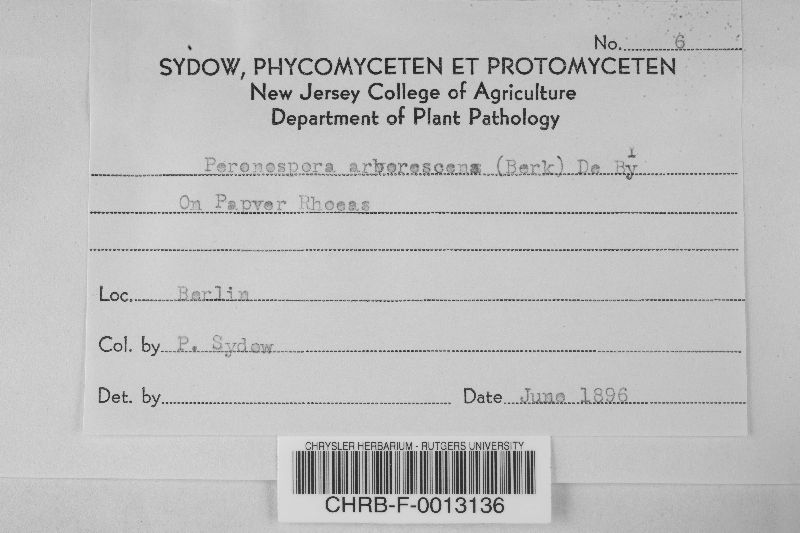 No. 6
SYDOW, PHYCOMYCETEN ET PROTOMYCETEN
New Jersey College of Agriculture
Department of Plant Pathology
Peronospora arborescens (Berk) De By
On Papver Rhoeas
Loc. Berlin
Col. by P. Sydow
Det. by Date June 1896
CHRYSLER HERBARIUM - RUTGERS UNIVERSITY
CHRB-F-0013136